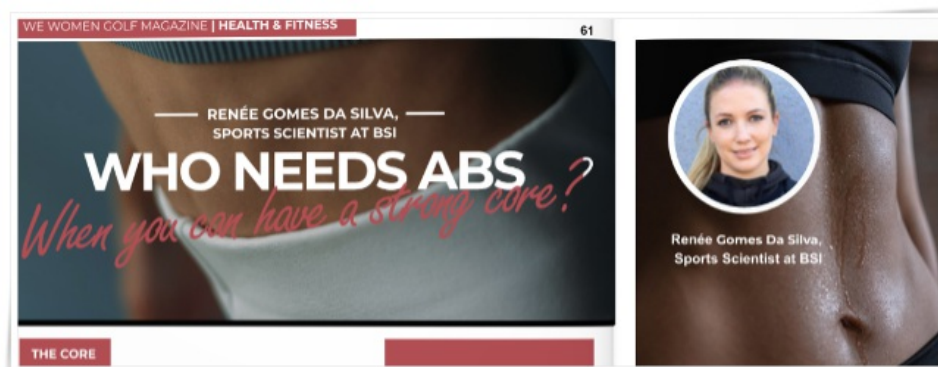 WE WOMEN GOLF MAGAZINE | HEALTH & FITNESS
61
RENÉE GOMES DA SILVA,
SPORTS SCIENTIST AT BSI
WHO NEEDS ABS
When you can have a strong core?
THE CORE
Renée Gomes Da Silva,
Sports Scientist at BSI